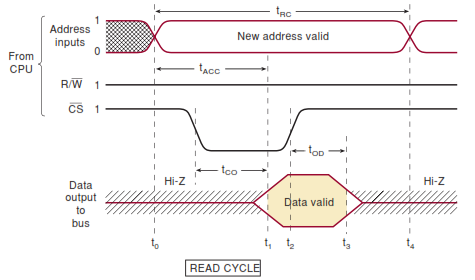 tRC
Address
inputs
1
0
New address valid
From
CPU
tACC
R/W̅ 1
C̅S̅ 1
tOD
tCO
Hi-Z
Hi-Z
Data
output
to
bus
Data valid
t0 t1 t2 t3 t4
READ CYCLE